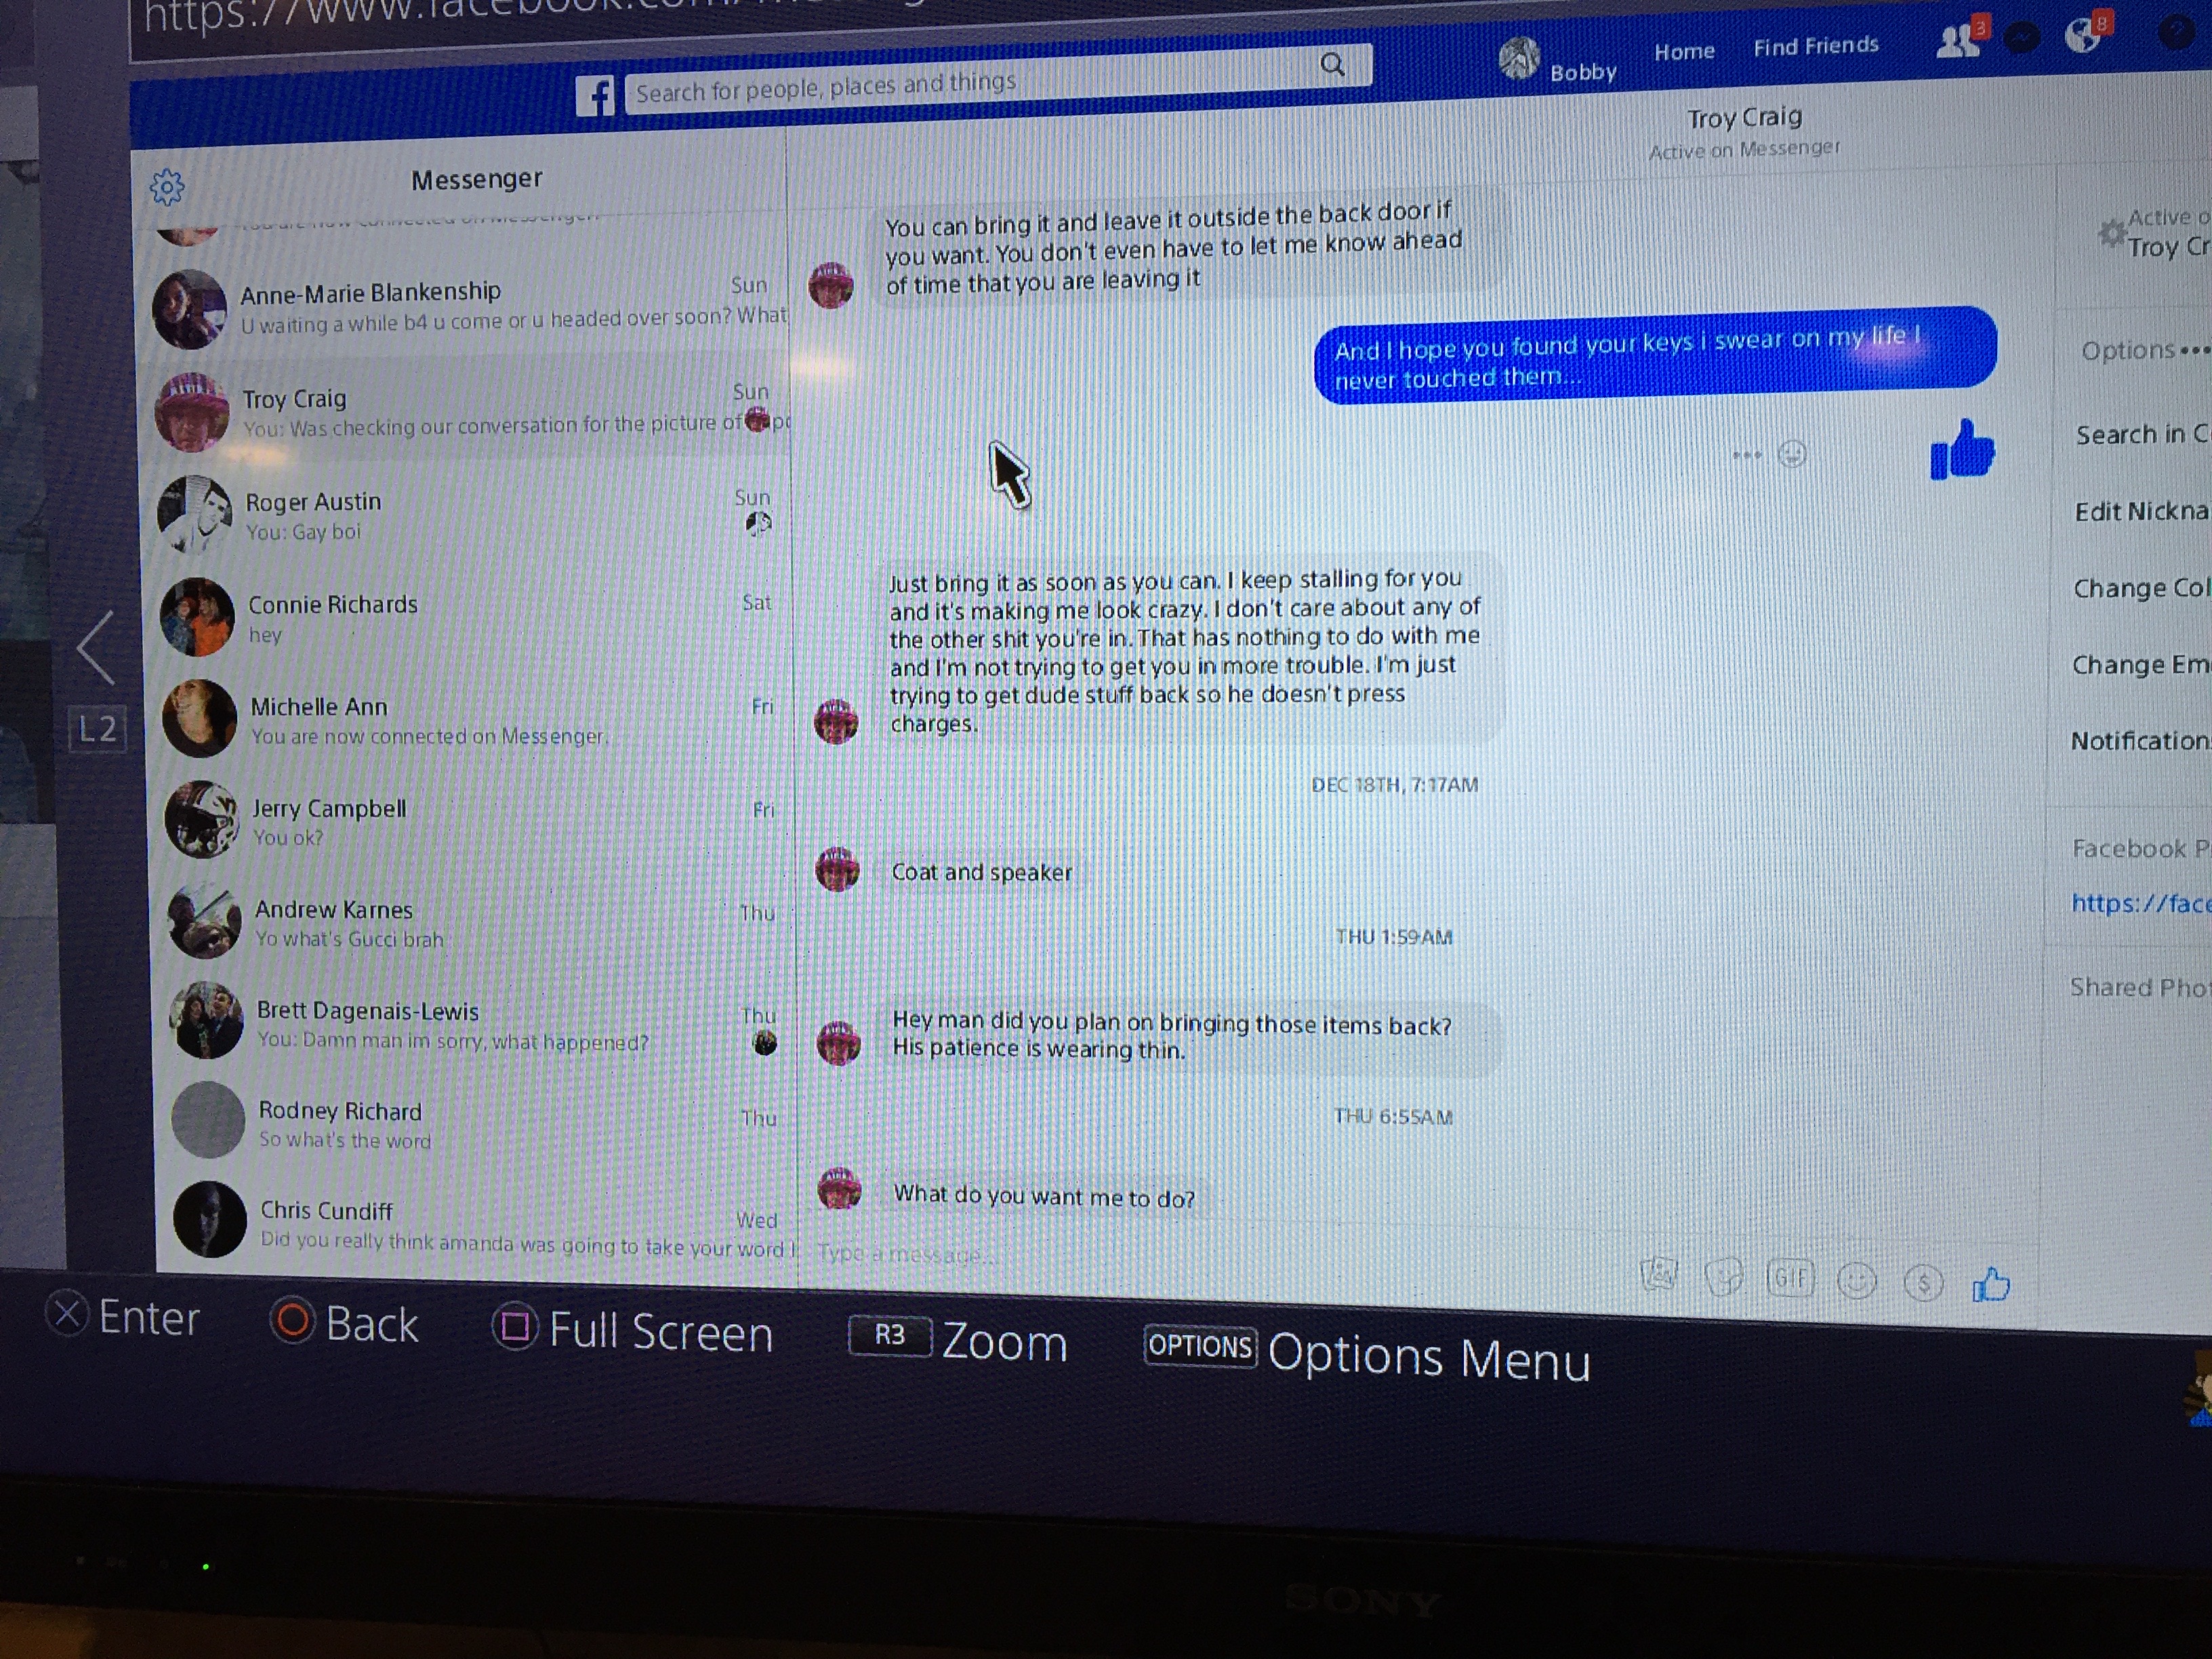 https://www.facebook.com/
Search for people, places and things
Bobby
Home
Find Friends
3
8
Messenger
Troy Craig
Active on Messenger
You are now connected on Messenger.
Anne-Marie Blankenship
Sun
U waiting a while b4 u come or u headed over soon? What
Troy Craig
Sun
You: Was checking our conversation for the picture of
Roger Austin
Sun
You: Gay boi
Connie Richards
Sat
hey
Michelle Ann
Fri
You are now connected on Messenger.
Jerry Campbell
Fri
You ok?
Andrew Karnes
Thu
Yo what's Gucci brah
Brett Dagenais-Lewis
Thu
You: Damn man im sorry, what happened?
Rodney Richard
Thu
So what's the word
Chris Cundiff
Wed
Did you really think amanda was going to take your word
You can bring it and leave it outside the back door if
you want. You don't even have to let me know ahead
of time that you are leaving it
And I hope you found your keys i swear on my life I
never touched them...
Just bring it as soon as you can. I keep stalling for you
and it's making me look crazy. I don't care about any of
the other shit you're in. That has nothing to do with me
and I'm not trying to get you in more trouble. I'm just
trying to get dude stuff back so he doesn't press
charges.
DEC 18TH, 7:17AM
Coat and speaker
THU 1:59AM
Hey man did you plan on bringing those items back?
His patience is wearing thin.
THU 6:55AM
What do you want me to do?
Type a message...
GIF
$
Active o
Troy Cr
Options
Search in C
Edit Nickna
Change Col
Change Em
Notification
Facebook P
https://face
Shared Phot
L2
Enter
Back
Full Screen
R3 Zoom
OPTIONS Options Menu
SONY